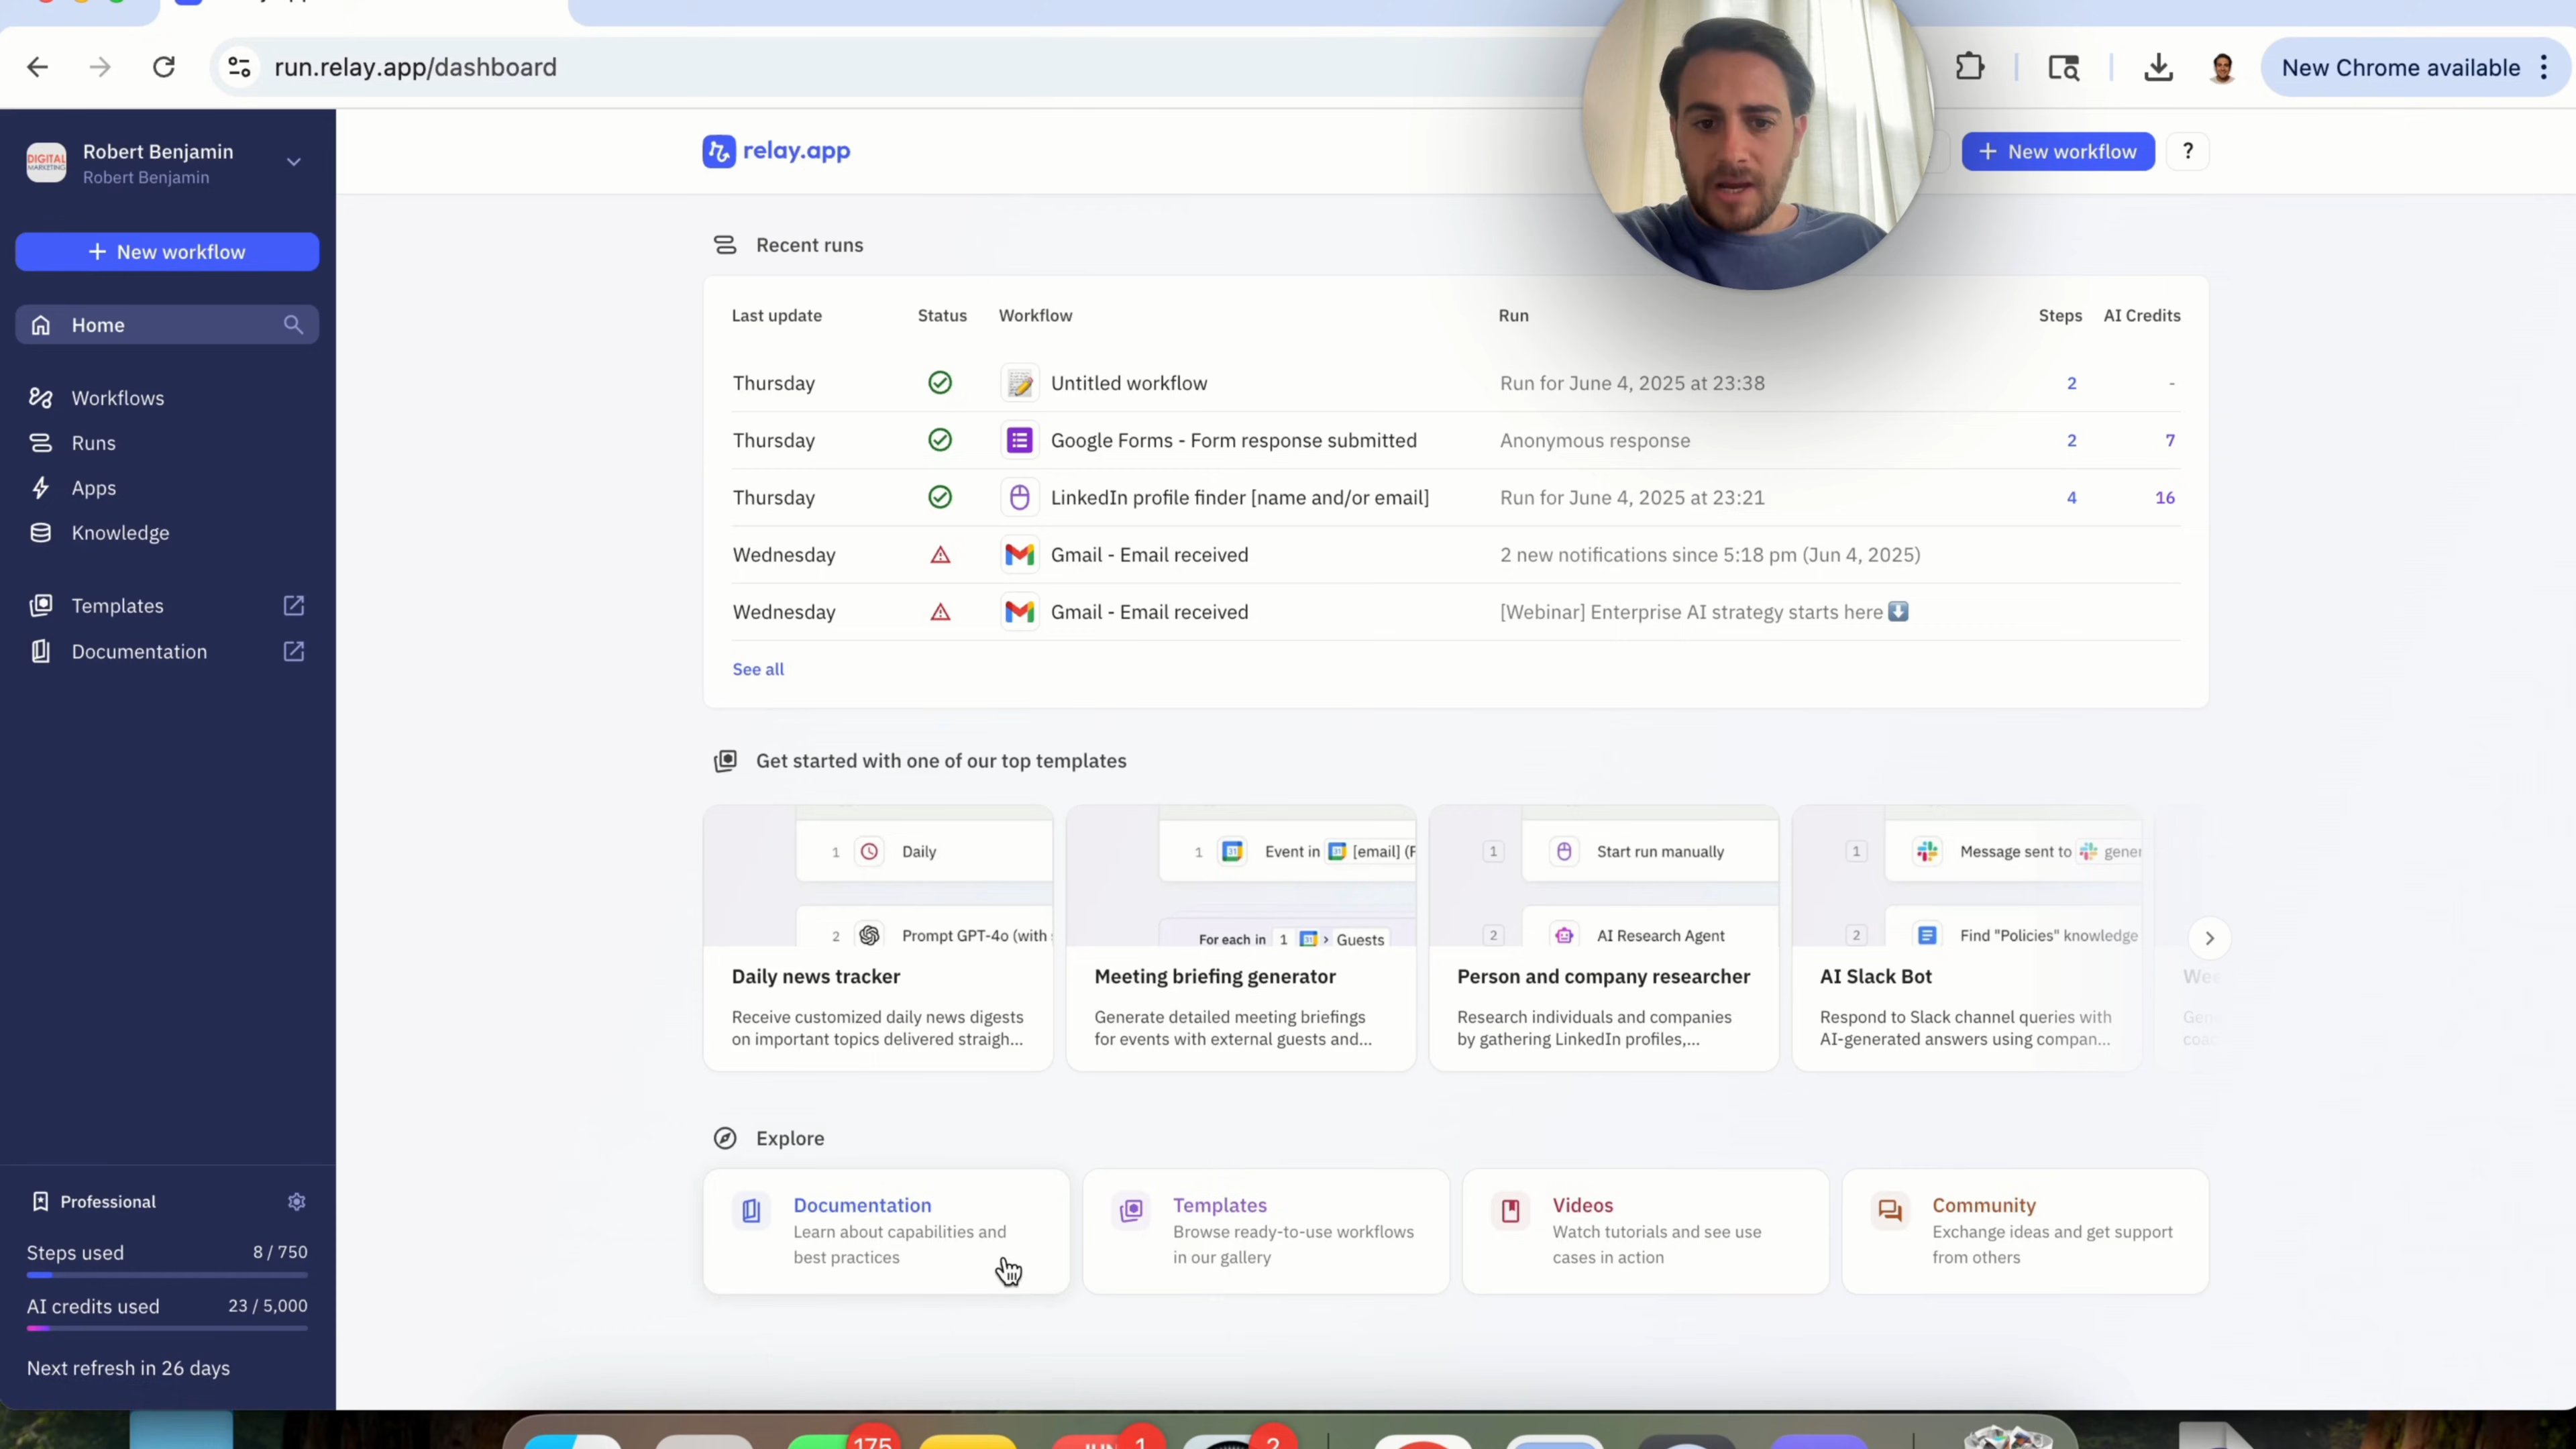 run.relay.app/dashboard
New Chrome available
DIGITAL
MARKETING
Robert Benjamin
Robert Benjamin
relay.app
+ New workflow
?
+ New workflow
Home
Workflows
Runs
Apps
Knowledge
Templates
Documentation
Recent runs
Last update Status Workflow Run Steps AI Credits
Thursday Untitled workflow Run for June 4, 2025 at 23:38 2 -
Thursday Google Forms - Form response submitted Anonymous response 2 7
Thursday LinkedIn profile finder [name and/or email] Run for June 4, 2025 at 23:21 4 16
Wednesday Gmail - Email received 2 new notifications since 5:18 pm (Jun 4, 2025)
Wednesday Gmail - Email received [Webinar] Enterprise AI strategy starts here
See all
Get started with one of our top templates
1 Daily
2 Prompt GPT-4o (with
Daily news tracker
Receive customized daily news digests
on important topics delivered straigh...
1 Event in 31 [email] (F
For each in 1 31 > Guests
Meeting briefing generator
Generate detailed meeting briefings
for events with external guests and...
1 Start run manually
2 AI Research Agent
Person and company researcher
Research individuals and companies
by gathering LinkedIn profiles,...
1 Message sent to gener
2 Find "Policies" knowledge
AI Slack Bot
Respond to Slack channel queries with
AI-generated answers using compan...
Wee
Gen
coac
Explore
Documentation
Learn about capabilities and
best practices
Templates
Browse ready-to-use workflows
in our gallery
Videos
Watch tutorials and see use
cases in action
Community
Exchange ideas and get support
from others
Professional
Steps used 8 / 750
AI credits used 23 / 5,000
Next refresh in 26 days
175
JUN
1
2